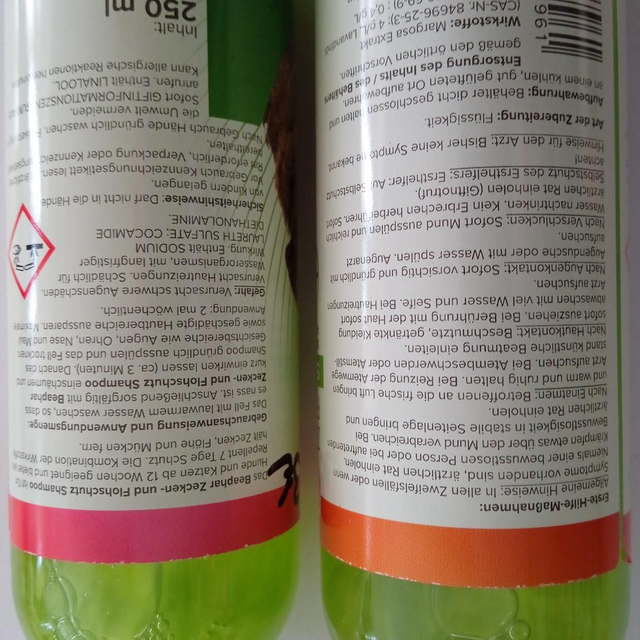 Das Beaphar Zecken- und Flohschutz Shampoo ist für
Hunde und Katzen ab 12 Wochen geeignet und bietet als
Repellent 7 Tage Schutz. Die Kombination der Wirkstoffe
hält Zecken, Flöhe und Mücken fern.
Gebrauchsanweisung und Anwendungsmenge:
Das Fell mit lauwarmem Wasser waschen, so dass
es nass ist. Anschließend sorgfältig mit Beaphar
Zecken- und Flohschutz Shampoo einschäumen und
kurz einwirken lassen (ca. 3 Minuten). Danach das
Shampoo gründlich ausspülen und das Fell trocknen.
Gesichtsbereiche wie Augen, Ohren, Nase und Maul
sowie geschädigte Hautbereiche aussparen. Maximale
Anwendung: 2 mal wöchentlich.
Gefahr: Verursacht schwere Augenschäden.
Verursacht Hautreizungen. Schädlich für
Wasserorganismen, mit langfristiger
Wirkung. Enthält SODIUM
LAURETH SULFATE; COCAMIDE
DIETHANOLAMINE.
Sicherheitshinweise: Darf nicht in die Hände
von Kindern gelangen.
Vor Gebrauch Kennzeichnungsetikett lesen.
Rat erforderlich, Verpackung oder Kennzeichnungsetikett
bereithalten.
Nach Gebrauch Hände gründlich waschen.
die Umwelt vermeiden.
Sofort GIFTINFORMATIONSZENTRUM
anrufen. Enthält LINALOOL.
Kann allergische Reaktionen hervorrufen.
Inhalt:
250 ml
Erste-Hilfe-Maßnahmen:
Allgemeine Hinweise: In allen Zweifelsfällen oder wenn
Symptome vorhanden sind, ärztlichen Rat einholen.
Niemals einer bewusstlosen Person oder bei auftretenden
Krämpfen etwas über den Mund verabreichen. Bei
Bewusstlosigkeit in stabile Seitenlage bringen und
ärztlichen Rat einholen.
Nach Einatmen: Betroffenen an die frische Luft bringen
und warm und ruhig halten. Bei Reizung der Atemwege
Arzt aufsuchen. Bei Atembeschwerden oder Atemstill-
stand künstliche Beatmung einleiten.
Nach Hautkontakt: Beschmutzte, getränkte Kleidung
sofort ausziehen. Bei Berührung mit der Haut sofort
abwaschen mit viel Wasser und Seife. Bei Hautreizungen
Arzt aufsuchen.
Nach Augenkontakt: Sofort vorsichtig und gründlich mit
Augendusche oder mit Wasser spülen. Augenarzt
aufsuchen.
Nach Verschlucken: Sofort Mund ausspülen und reichlich
Wasser nachtrinken. Kein Erbrechen herbeiführen. Sofort
ärztlichen Rat einholen (Giftnotruf).
Selbstschutz des Ersthelfers: Ersthelfer: Auf Selbstschutz
achten!
Hinweise für den Arzt: Bisher keine Symptome bekannt.
Art der Zubereitung: Flüssigkeit.
Aufbewahrung: Behälter dicht geschlossen halten und
an einem kühlen, gut gelüfteten Ort aufbewahren.
Entsorgung des Inhalts / des Behälters
gemäß den örtlichen Vorschriften.
Wirkstoffe: Margosa Extrakt
(CAS-Nr. 84696-25-3): 4 g/L, Lavandin
: 0,4 g/L
196